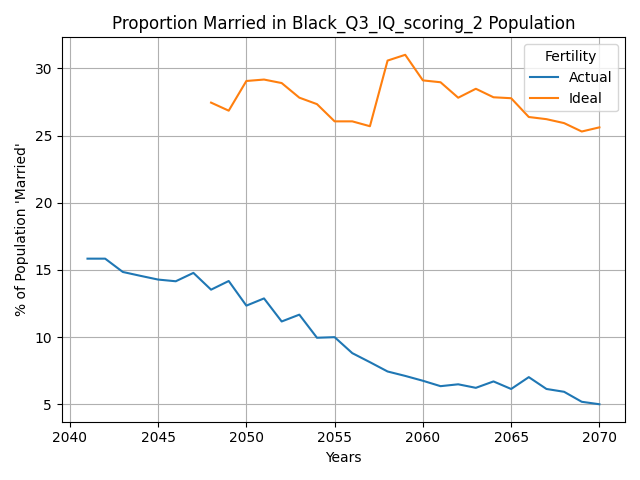 Proportion Married in Black_Q3_IQ_scoring_2 Population
Fertility
Actual
Ideal
% of Population 'Married'
30
25
20
15
10
5
2040
2045
2050
2055
2060
2065
2070
Years